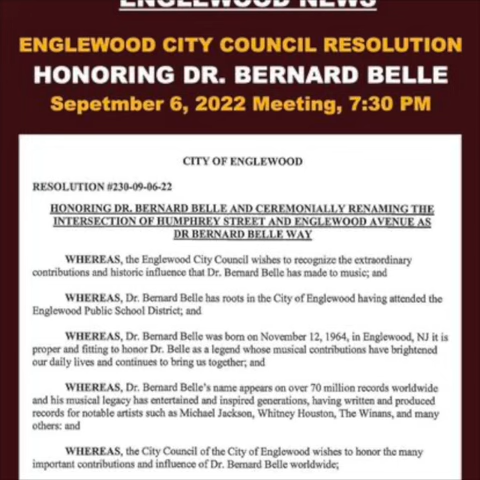 ENGLEWOOD NEWS
ENGLEWOOD CITY COUNCIL RESOLUTION
HONORING DR. BERNARD BELLE
Sepetmber 6, 2022 Meeting, 7:30 PM
CITY OF ENGLEWOOD
RESOLUTION #230-09-06-22
HONORING DR. BERNARD BELLE AND CEREMONIALLY RENAMING THE
INTERSECTION OF HUMPHREY STREET AND ENGLEWOOD AVENUE AS
DR BERNARD BELLE WAY
WHEREAS, the Englewood City Council wishes to recognize the extraordinary
contributions and historic influence that Dr. Bernard Belle has made to music; and
WHEREAS, Dr. Bernard Belle has roots in the City of Englewood having attended the
Englewood Public School District; and
WHEREAS, Dr. Bernard Belle was born on November 12, 1964, in Englewood, NJ it is
proper and fitting to honor Dr. Belle as a legend whose musical contributions have brightened
our daily lives and continues to bring us together; and
WHEREAS, Dr. Bernard Belle's name appears on over 70 million records worldwide
and his musical legacy has entertained and inspired generations, having written and produced
records for notable artists such as Michael Jackson, Whitney Houston, The Winans, and many
others: and
WHEREAS, the City Council of the City of Englewood wishes to honor the many
important contributions and influence of Dr. Bernard Belle worldwide;